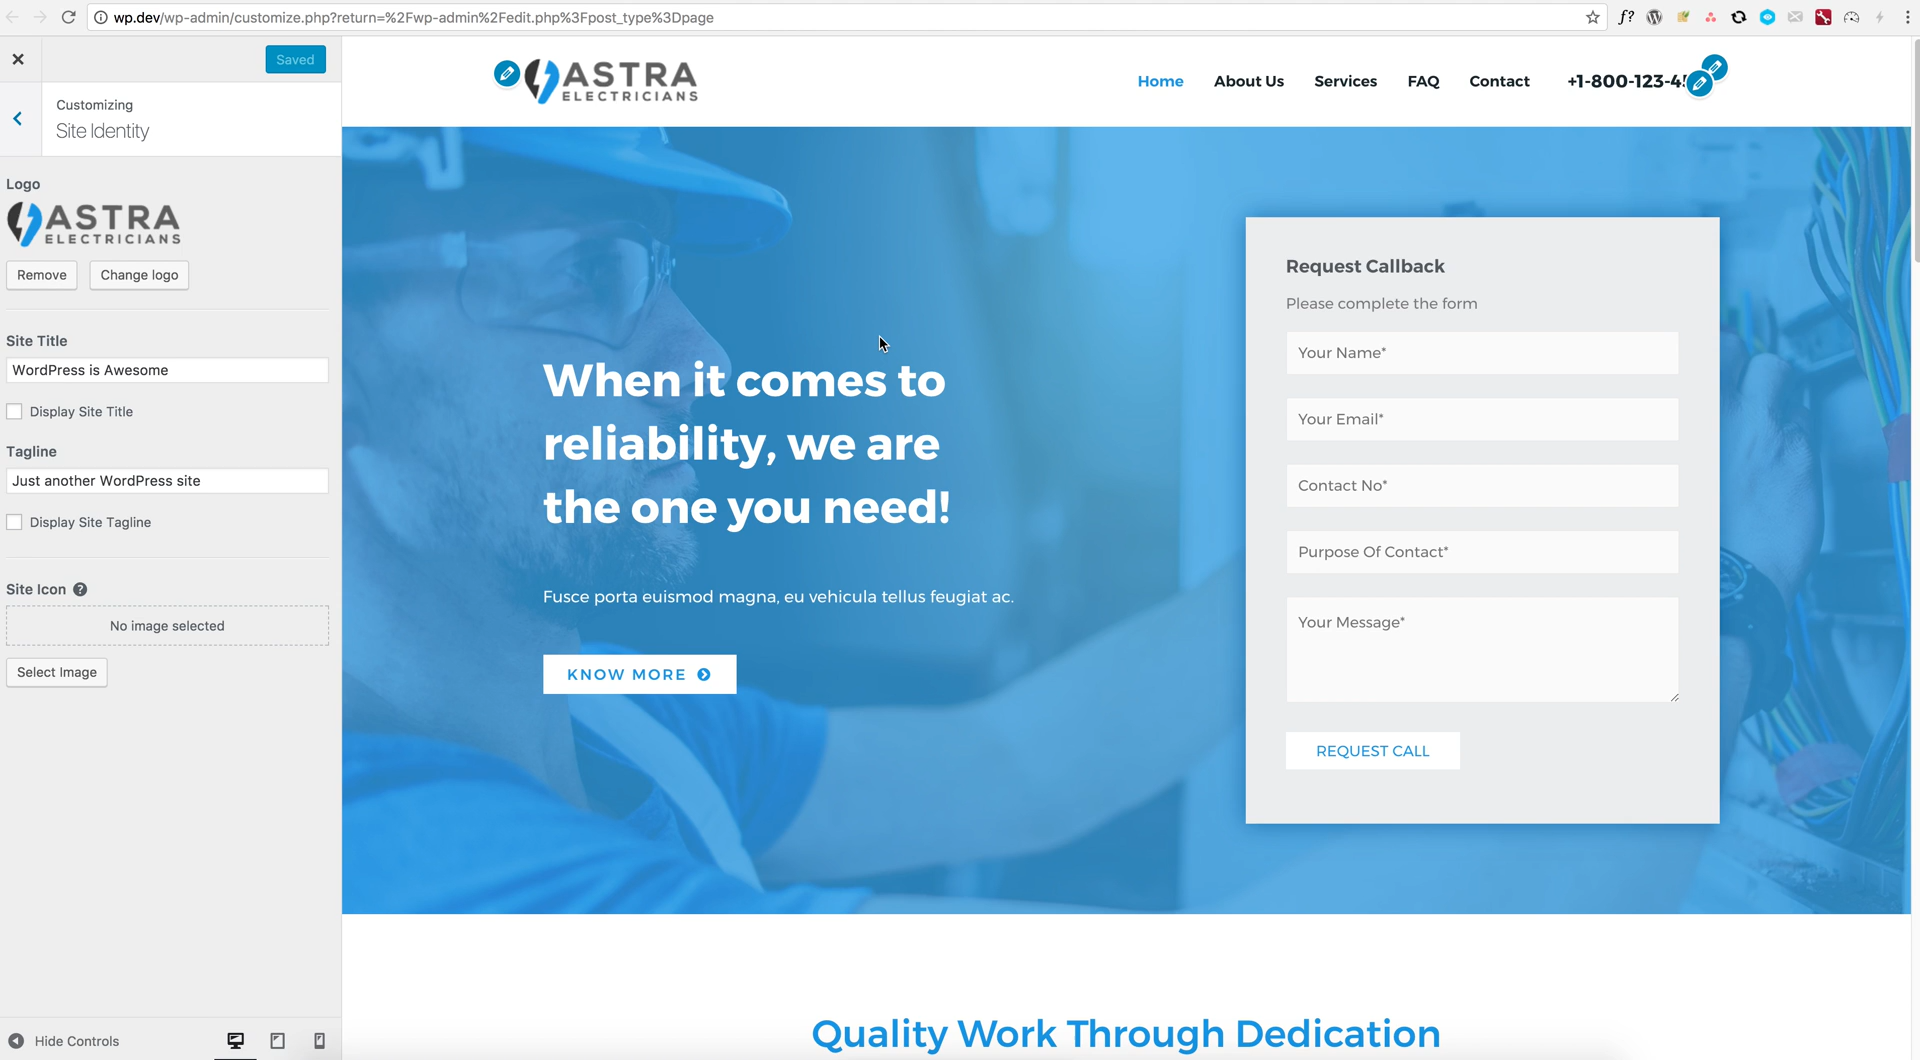 wp.dev/wp-admin/customize.php?return=%2Fwp-admin%2Fedit.php%3Fpost_type%3Dpage
f?
Saved
Customizing
Site Identity
Logo
ASTRA
ELECTRICIANS
Remove
Change logo
Site Title
WordPress is Awesome
Display Site Title
Tagline
Just another WordPress site
Display Site Tagline
Site Icon
No image selected
Select Image
Hide Controls
ASTRA
ELECTRICIANS
Home
About Us
Services
FAQ
Contact
+1-800-123-4
When it comes to
reliability, we are
the one you need!
Fusce porta euismod magna, eu vehicula tellus feugiat ac.
KNOW MORE
Request Callback
Please complete the form
Your Name*
Your Email*
Contact No*
Purpose Of Contact*
Your Message*
REQUEST CALL
Quality Work Through Dedication